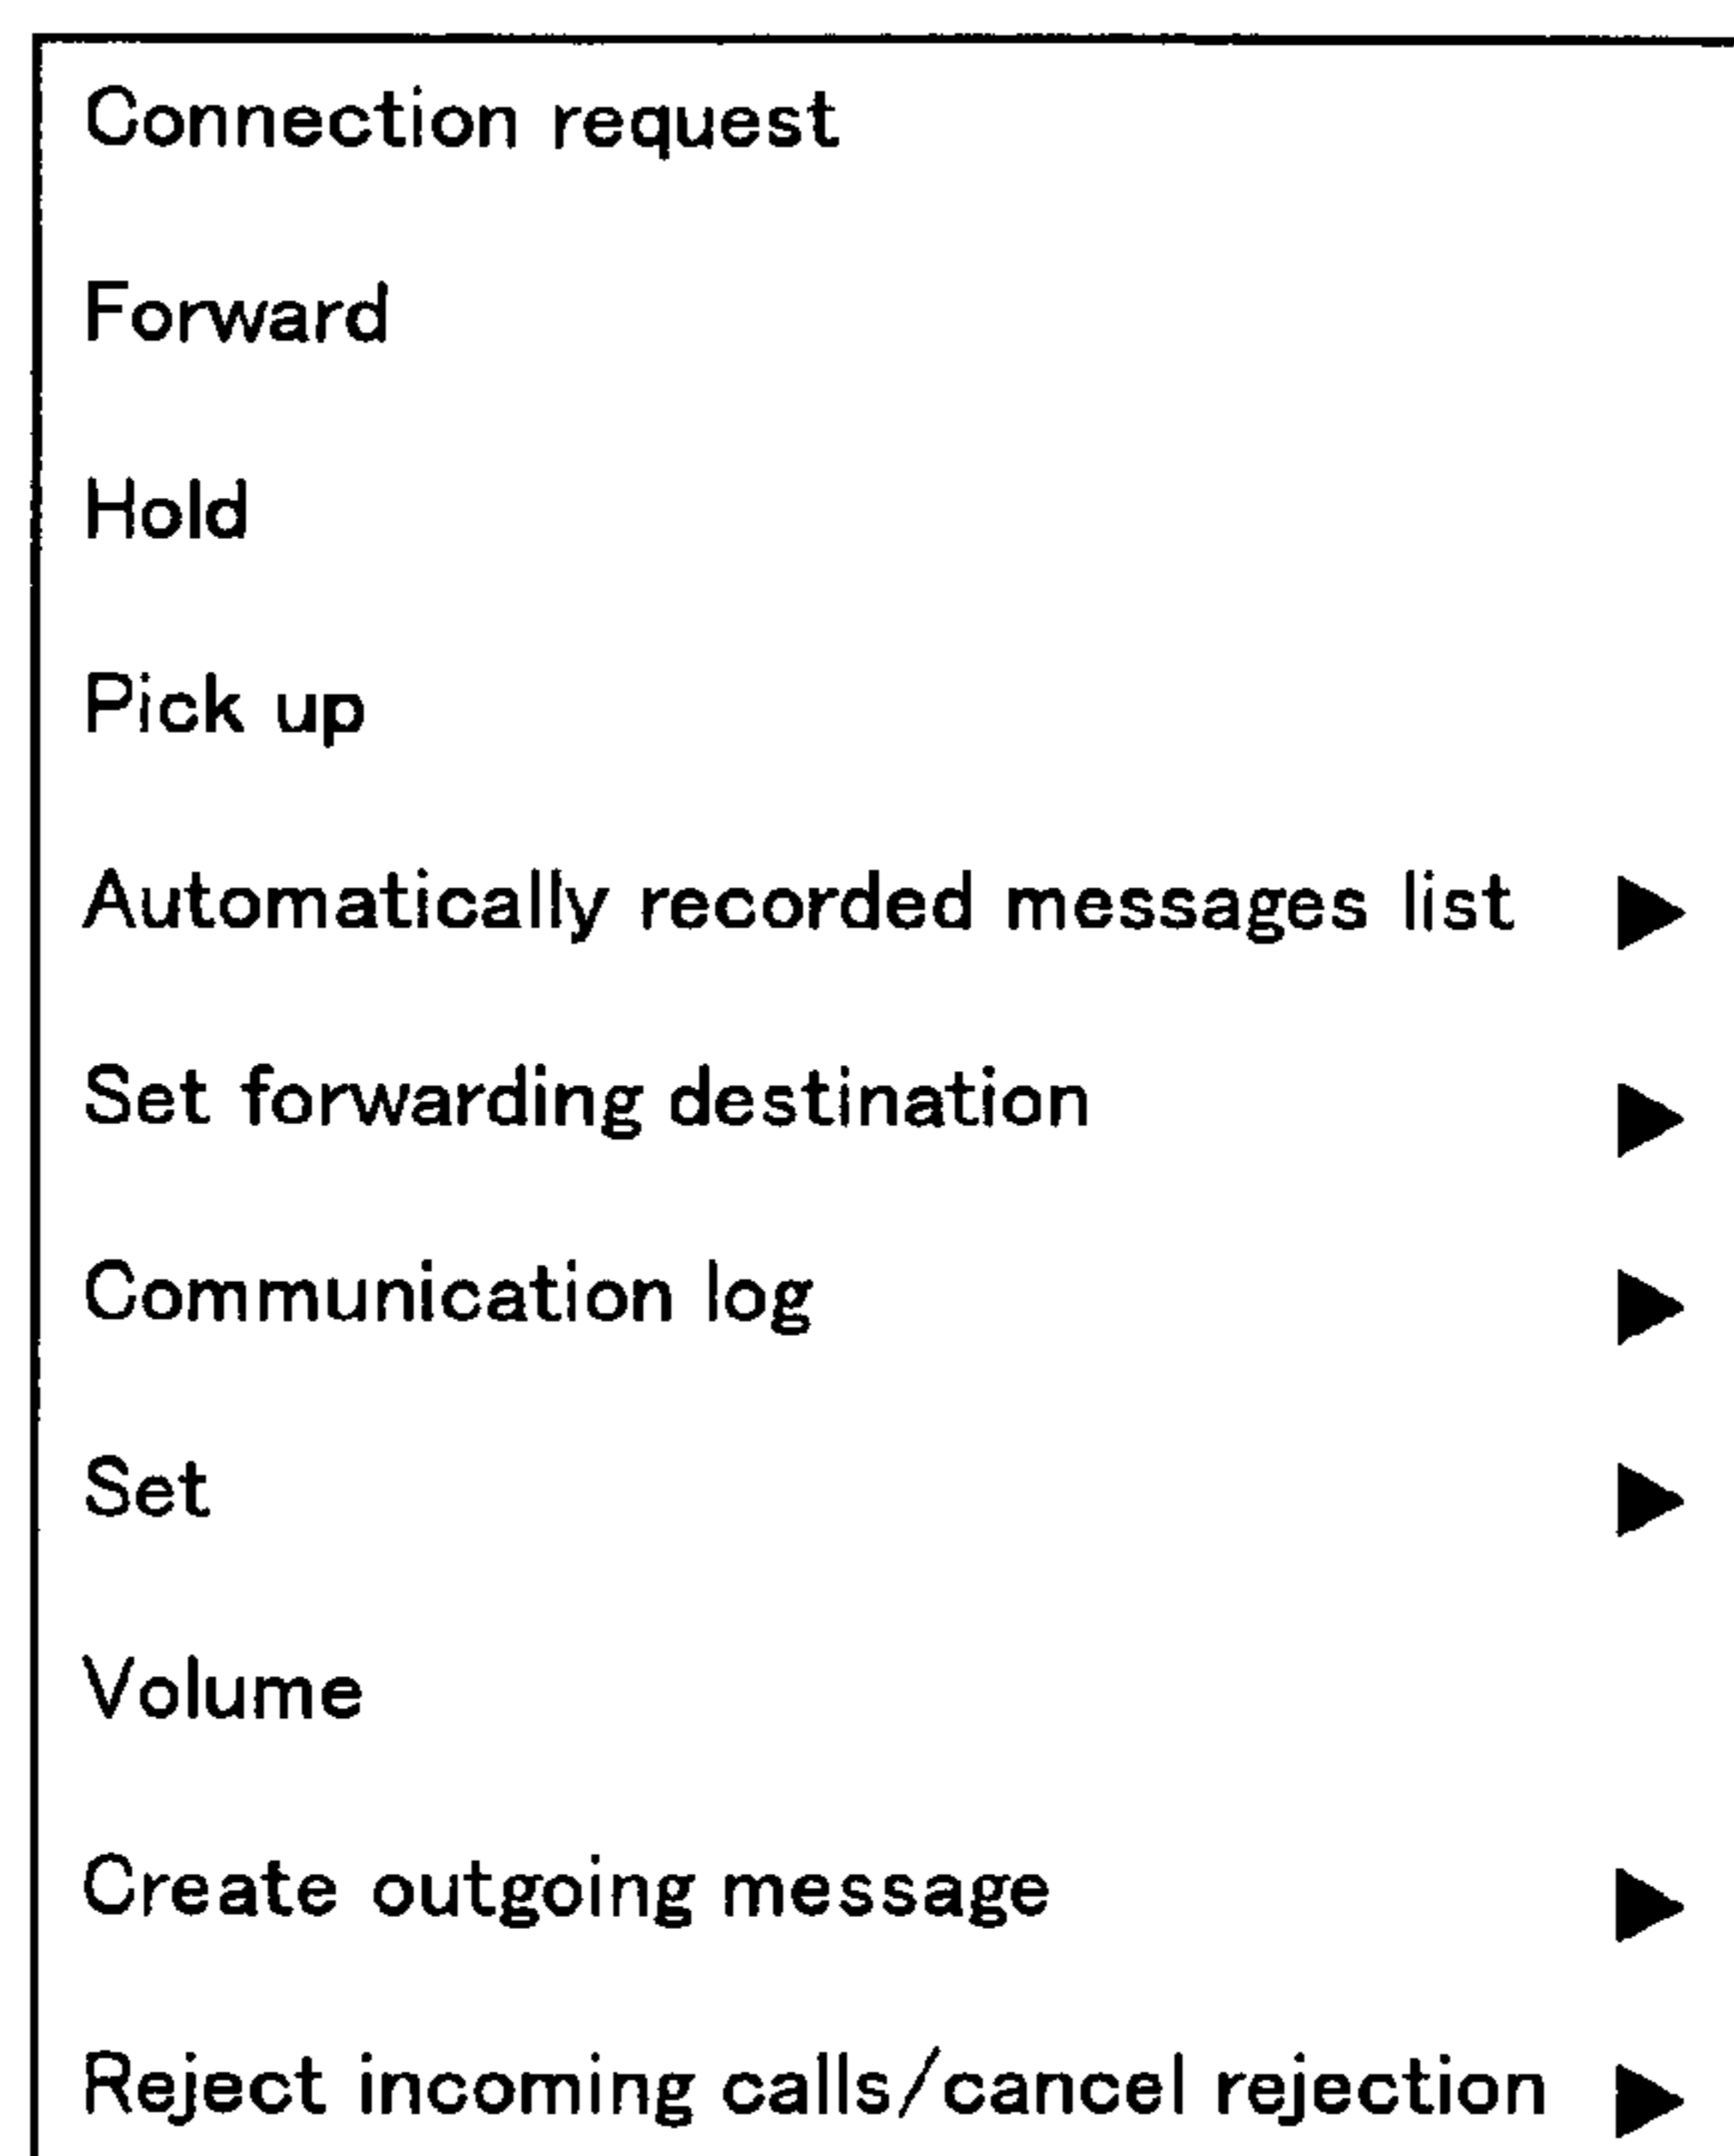 Connection request
Forward
Hold
Pick up
Automatically recorded messages list
Set forwarding destination
Communication log
Set
Volume
Create outgoing message
Reject incoming calls/cancel rejection